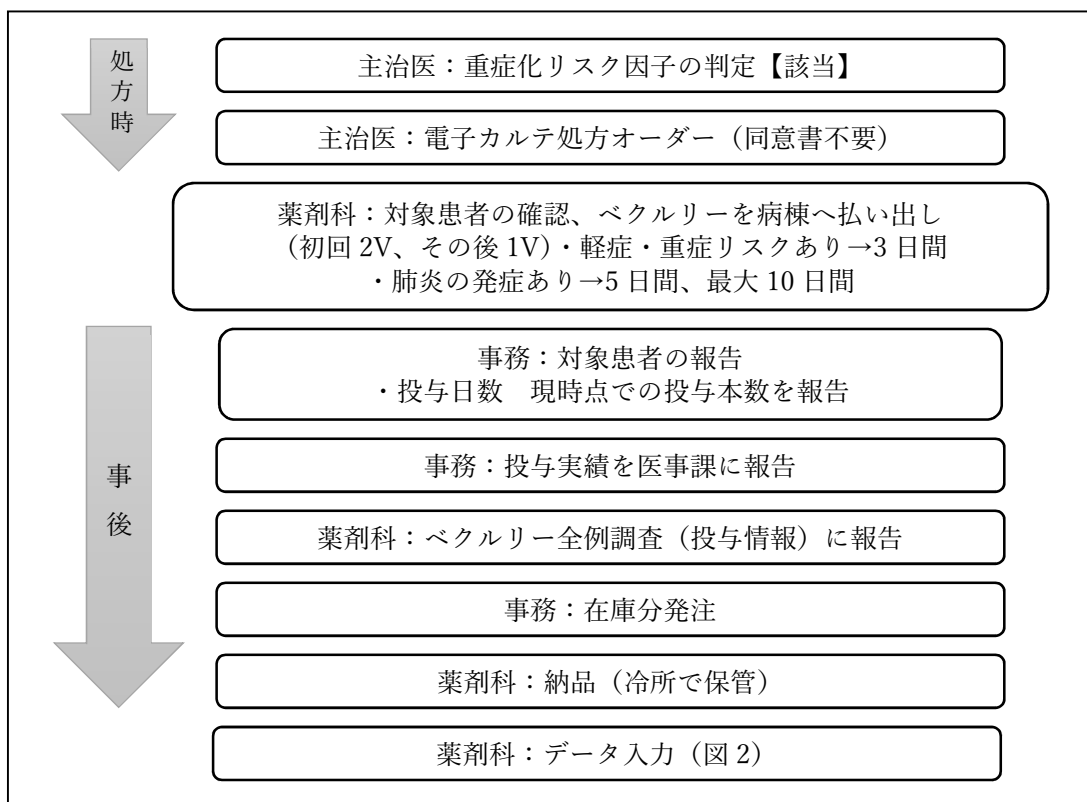 処方時
主治医：重症化リスク因子の判定【該当】
主治医：電子カルテ処方オーダー（同意書不要）
薬剤科：対象患者の確認、ベクルリーを病棟へ払い出し
（初回 2V、その後 1V）・軽症・重症リスクあり→3 日間
・肺炎の発症あり→5 日間、最大 10 日間
事後
事務：対象患者の報告
・投与日数　現時点での投与本数を報告
事務：投与実績を医事課に報告
薬剤科：ベクルリー全例調査（投与情報）に報告
事務：在庫分発注
薬剤科：納品（冷所で保管）
薬剤科：データ入力（図 2）